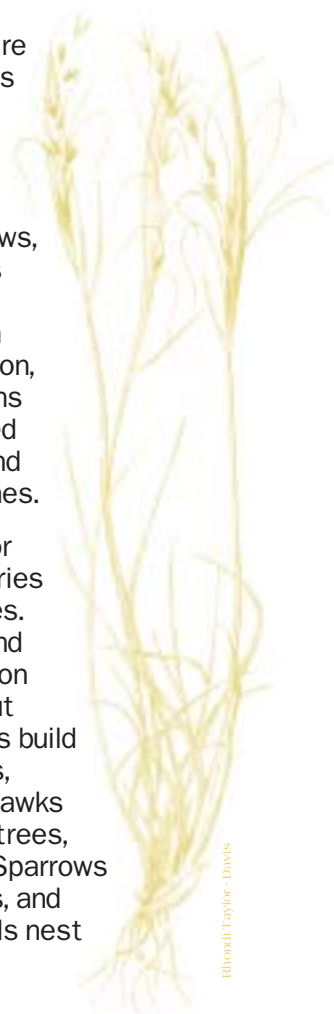 re
s
ws,
s
on,
ns
ed
nd
nes.
or
ries
es.
nd
on
ut
s build
s,
awks
trees,
Sparrows
s, and
ls nest
Rhondi Taylor-Davis